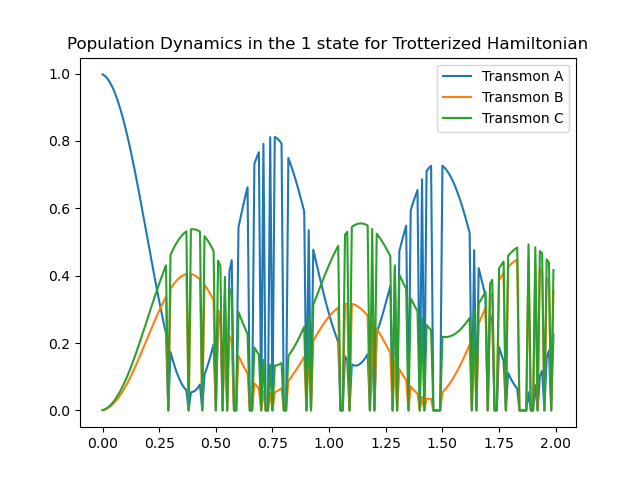 Population Dynamics in the 1 state for Trotterized Hamiltonian
Transmon A
Transmon B
Transmon C
1.0
0.8
0.6
0.4
0.2
0.0
0.00 0.25 0.50 0.75 1.00 1.25 1.50 1.75 2.00